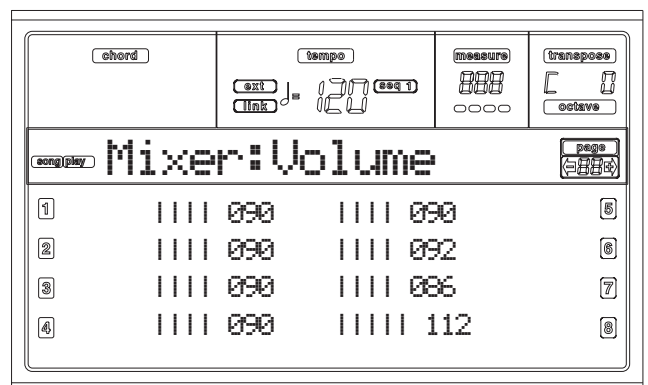 chord tempo measure transpose
ext 120 seq 1 888 C 0
link = octave
song play Mixer:Volume page
88
1 |||| 090 |||| 090 5
2 |||| 090 |||| 092 6
3 |||| 090 |||| 086 7
4 |||| 090 ||||| 112 8